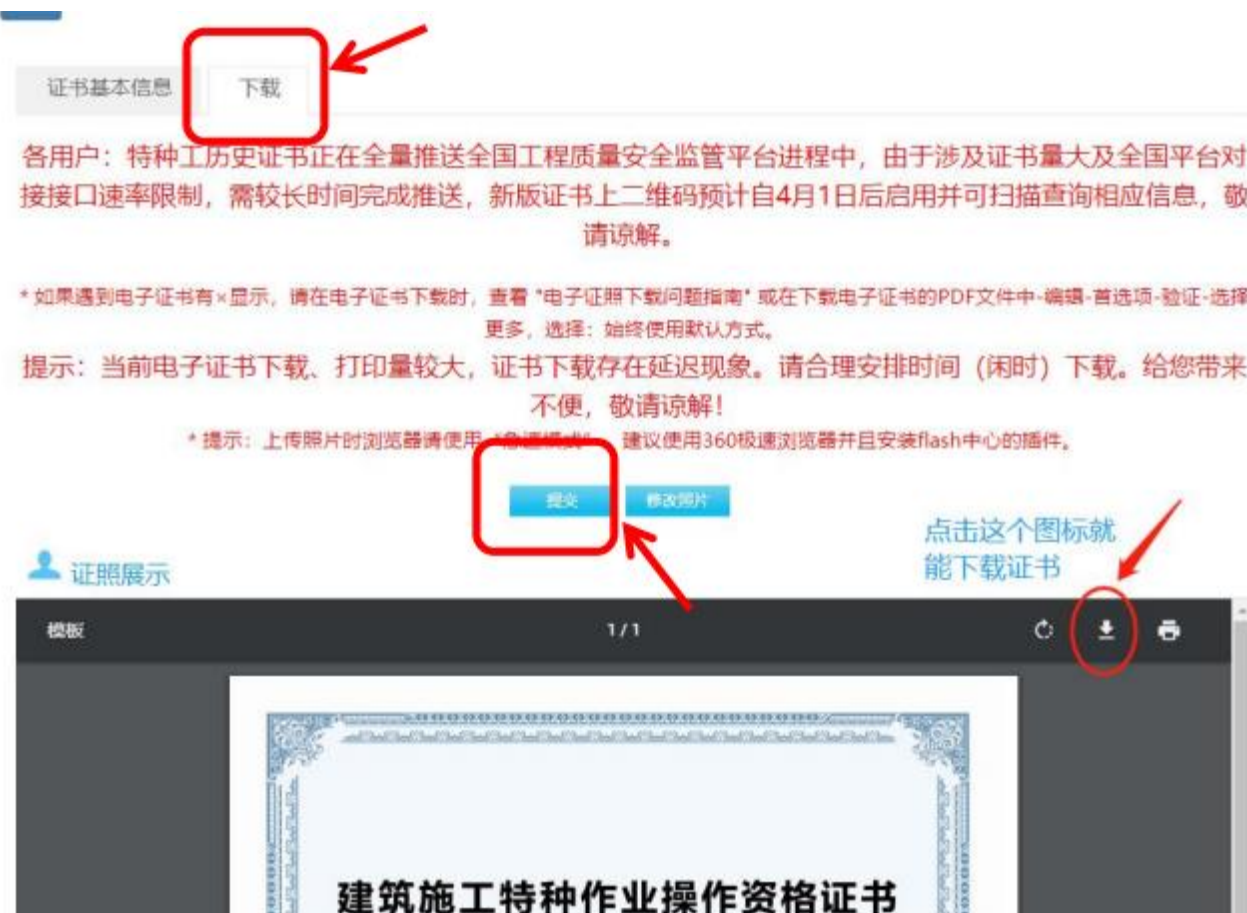 证书基本信息 下载
各用户：特种工历史证书正在全量推送全国工程质量安全监管平台进程中，由于涉及证书量大及全国平台对
接接口速率限制，需较长时间完成推送，新版证书上二维码预计自4月1日后启用并可扫描查询相应信息，敬
请谅解。
*如果遇到电子证书有×显示，请在电子证书下载时，查看 "电子证照下载问题指南" 或在下载电子证书的PDF文件中-编辑-首选项-验证-选择
更多，选择：始终使用默认方式。
提示：当前电子证书下载、打印量较大，证书下载存在延迟现象。请合理安排时间（闲时）下载。给您带来
不便，敬请谅解！
*提示：上传照片时浏览器请使用 建议使用360极速浏览器并且安装flash中心的插件。
提交 修改照片
点击这个图标就
能下载证书
证照展示
模板 1/1
建筑施工特种作业操作资格证书